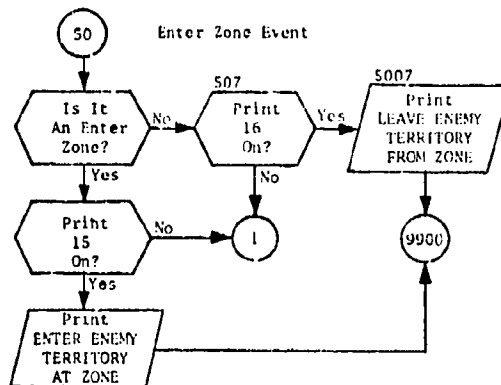 50
Enter Zone Event
Is It
An Enter
Zone?
No
507
Print
16
On?
Yes
5007
Print
LEAVE ENEMY
TERRITORY
FROM ZONE
Yes
No
Print
15
On?
No
1
9900
Yes
Print
ENTER ENEMY
TERRITORY
AT ZONE